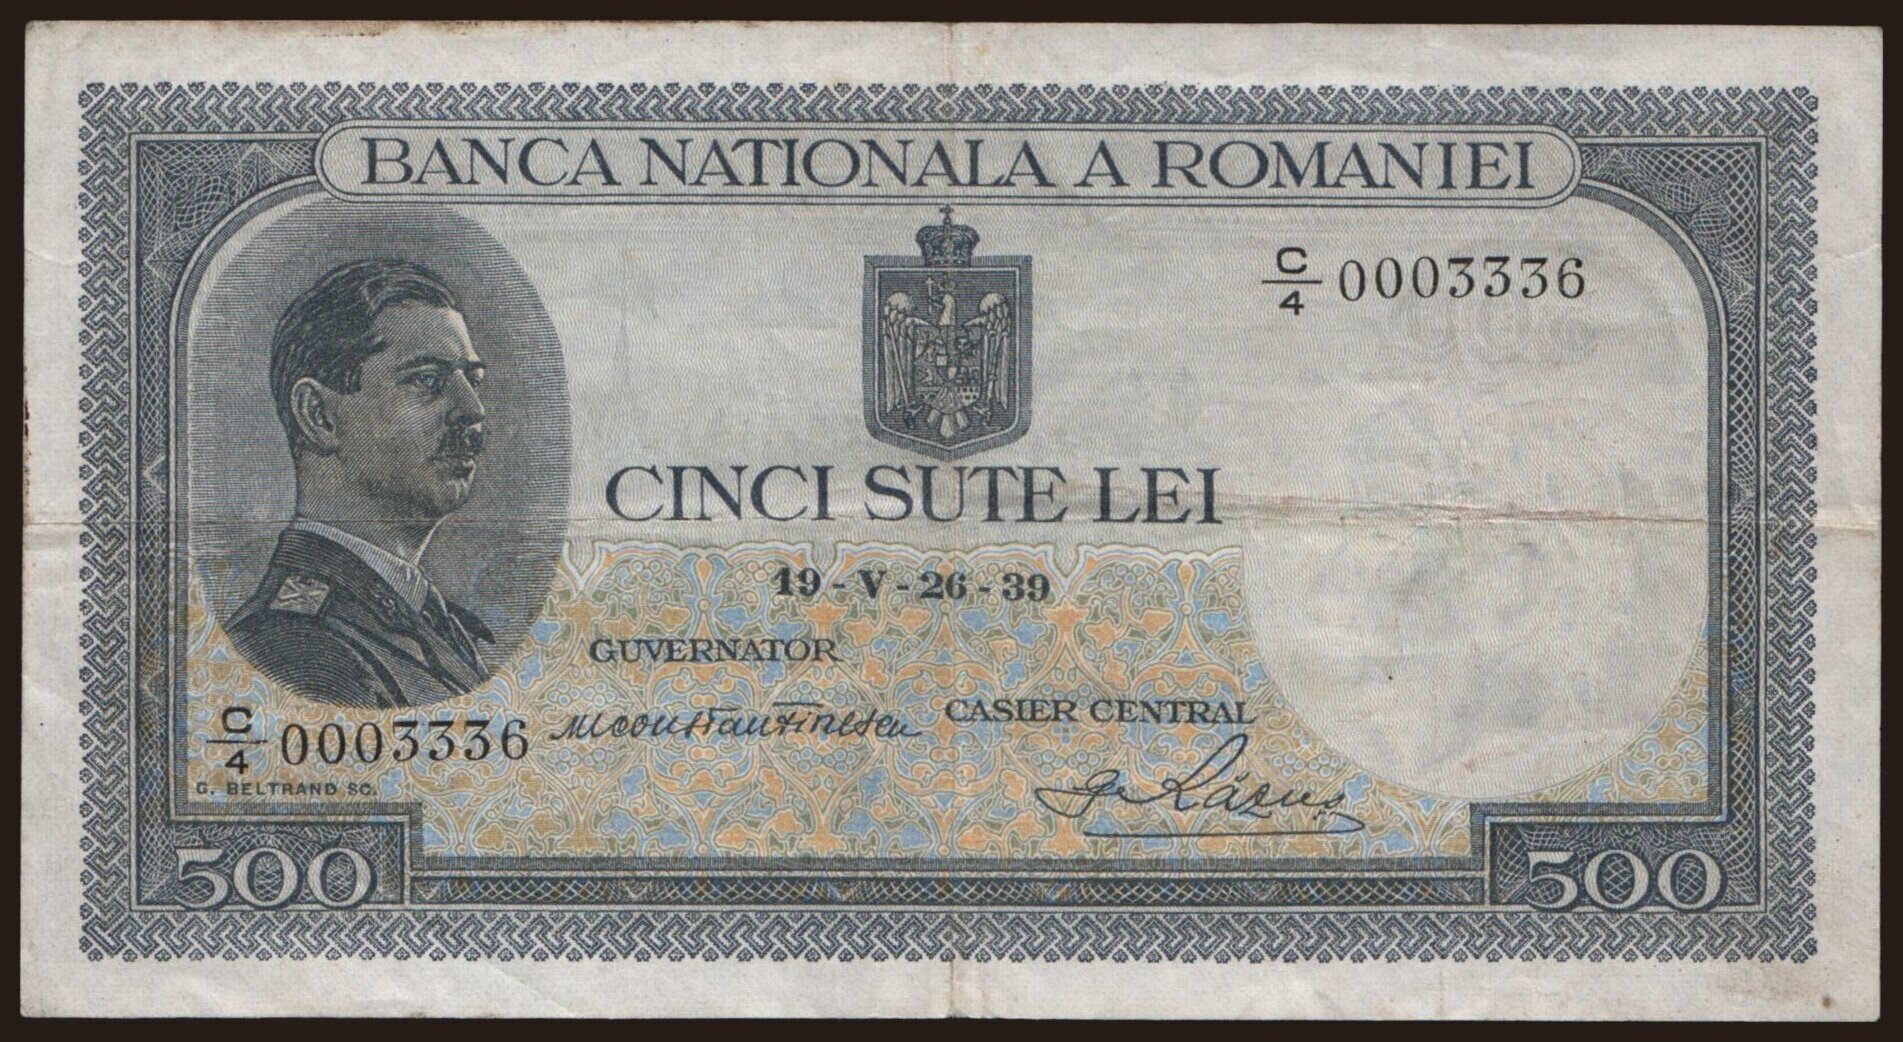 BANCA NATIONALA A ROMANIEI
C/4 0003336
CINCI SUTE LEI
19 - V - 26 - 39
GUVERNATOR
M Constantinescu
CASIER CENTRAL
C/4 0003336
G. BELTRAND SC.
500
500